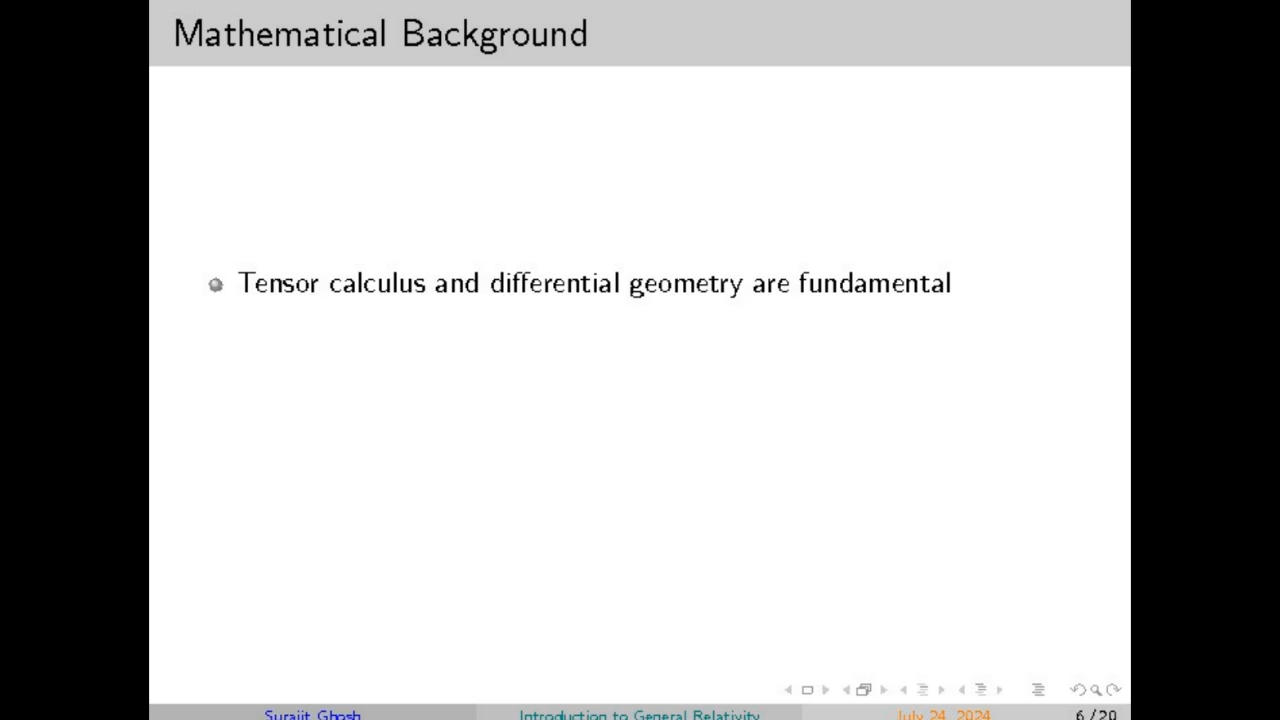 Mathematical Background
Tensor calculus and differential geometry are fundamental
Surajit Ghosh Introduction to General Relativity July 24, 2024 6 / 20